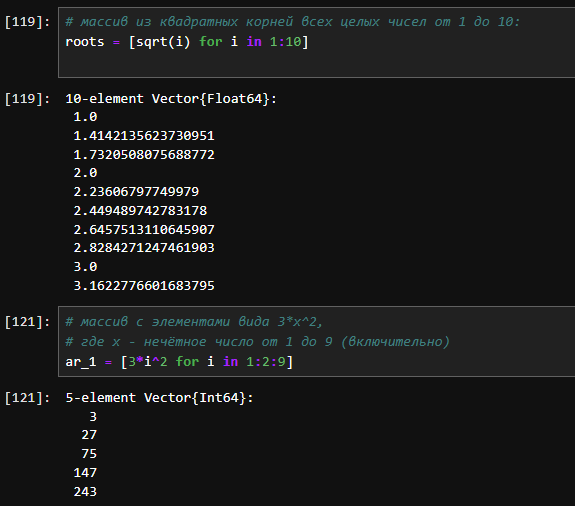 [119]: # массив из квадратных корней всех целых чисел от 1 до 10:
roots = [sqrt(i) for i in 1:10]
[119]: 10-element Vector{Float64}:
1.0
1.4142135623730951
1.7320508075688772
2.0
2.23606797749979
2.449489742783178
2.6457513110645907
2.8284271247461903
3.0
3.1622776601683795
[121]: # массив с элементами вида 3*x^2,
# где x - нечётное число от 1 до 9 (включительно)
ar_1 = [3*i^2 for i in 1:2:9]
[121]: 5-element Vector{Int64}:
3
27
75
147
243